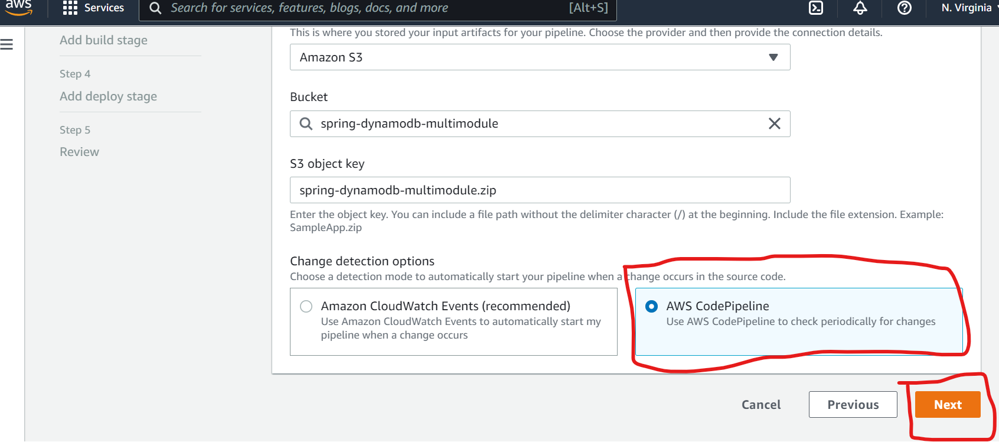 aws
Services
Search for services, features, blogs, docs, and more
[Alt+S]
N. Virginia
Add build stage
Step 4
Add deploy stage
Step 5
Review
This is where you stored your input artifacts for your pipeline. Choose the provider and then provide the connection details.
Amazon S3
Bucket
spring-dynamodb-multimodule
S3 object key
spring-dynamodb-multimodule.zip
Enter the object key. You can include a file path without the delimiter character (/) at the beginning. Include the file extension. Example:
SampleApp.zip
Change detection options
Choose a detection mode to automatically start your pipeline when a change occurs in the source code.
Amazon CloudWatch Events (recommended)
Use Amazon CloudWatch Events to automatically start my
pipeline when a change occurs
AWS CodePipeline
Use AWS CodePipeline to check periodically for changes
Cancel
Previous
Next